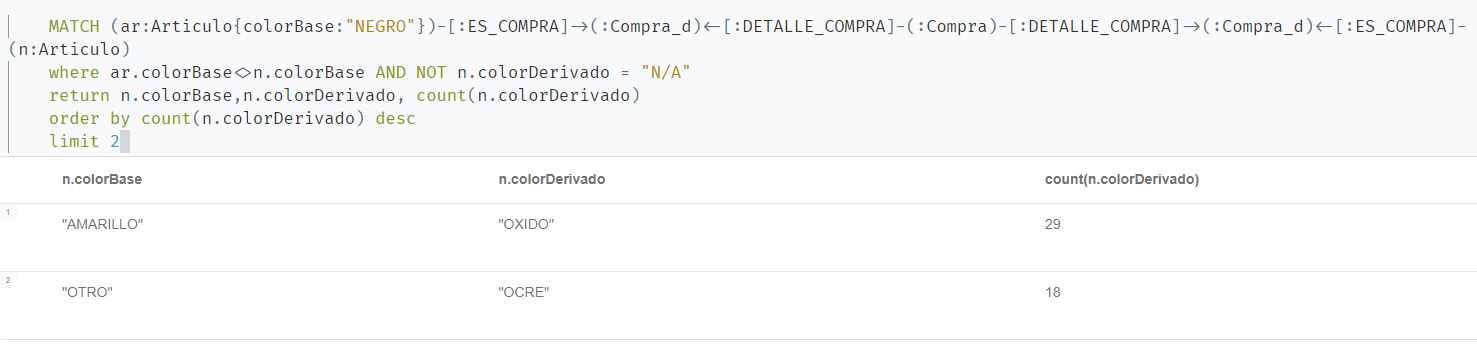 MATCH (ar:Articulo{colorBase:"NEGRO"})-[:ES_COMPRA]->(:Compra_d)<-[:DETALLE_COMPRA]-(:Compra)-[:DETALLE_COMPRA]->(:Compra_d)<-[:ES_COMPRA]-
(n:Articulo)
where ar.colorBase<>n.colorBase AND NOT n.colorDerivado = "N/A"
return n.colorBase,n.colorDerivado, count(n.colorDerivado)
order by count(n.colorDerivado) desc
limit 2
n.colorBase n.colorDerivado count(n.colorDerivado)
1 "AMARILLO" "OXIDO" 29
2 "OTRO" "OCRE" 18